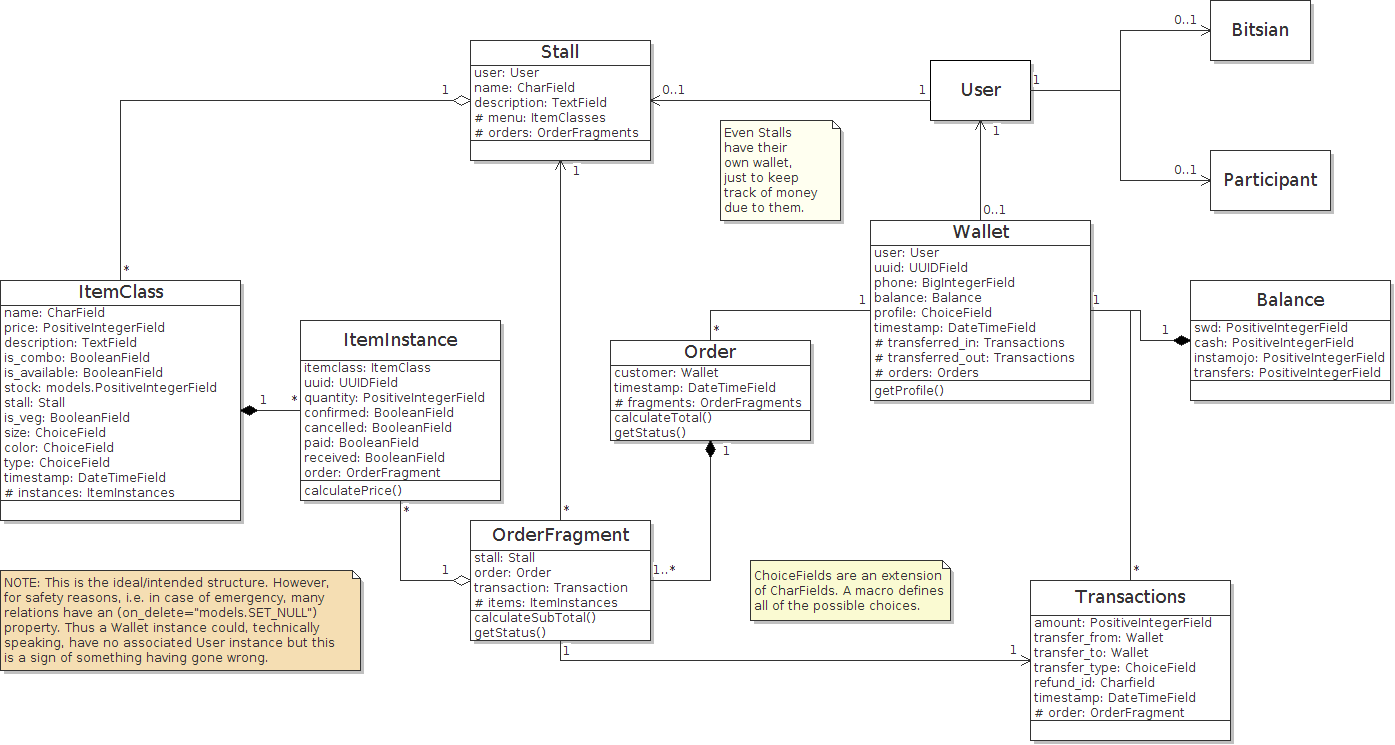 0..1
Bitsian
Stall
user: User
name: CharField
description: TextField
# menu: ItemClasses
# orders: OrderFragments
1
0..1
1
User
1
1
Even Stalls
have their
own wallet,
just to keep
track of money
due to them.
0..1
Participant
1
0..1
Wallet
user: User
uuid: UUIDField
phone: BigIntegerField
balance: Balance
profile: ChoiceField
timestamp: DateTimeField
# transferred_in: Transactions
# transferred_out: Transactions
# orders: Orders
getProfile()
*
ItemClass
name: CharField
price: PositiveIntegerField
description: TextField
is_combo: BooleanField
is_available: BooleanField
stock: models.PositiveIntegerField
stall: Stall
is_veg: BooleanField
size: ChoiceField
color: ChoiceField
type: ChoiceField
timestamp: DateTimeField
# instances: ItemInstances
1
*
ItemInstance
itemclass: ItemClass
uuid: UUIDField
quantity: PositiveIntegerField
confirmed: BooleanField
cancelled: BooleanField
paid: BooleanField
received: BooleanField
order: OrderFragment
calculatePrice()
1
*
Order
customer: Wallet
timestamp: DateTimeField
# fragments: OrderFragments
calculateTotal()
getStatus()
1
1
1
Balance
swd: PositiveIntegerField
cash: PositiveIntegerField
instamojo: PositiveIntegerField
transfers: PositiveIntegerField
*
*
1
OrderFragment
stall: Stall
order: Order
transaction: Transaction
# items: ItemInstances
calculateSubTotal()
getStatus()
1..*
1
1
NOTE: This is the ideal/intended structure. However,
for safety reasons, i.e. in case of emergency, many
relations have an (on_delete="models.SET_NULL")
property. Thus a Wallet instance could, technically
speaking, have no associated User instance but this
is a sign of something having gone wrong.
ChoiceFields are an extension
of CharFields. A macro defines
all of the possible choices.
*
Transactions
amount: PositiveIntegerField
transfer_from: Wallet
transfer_to: Wallet
transfer_type: ChoiceField
refund_id: Charfield
timestamp: DateTimeField
# order: OrderFragment